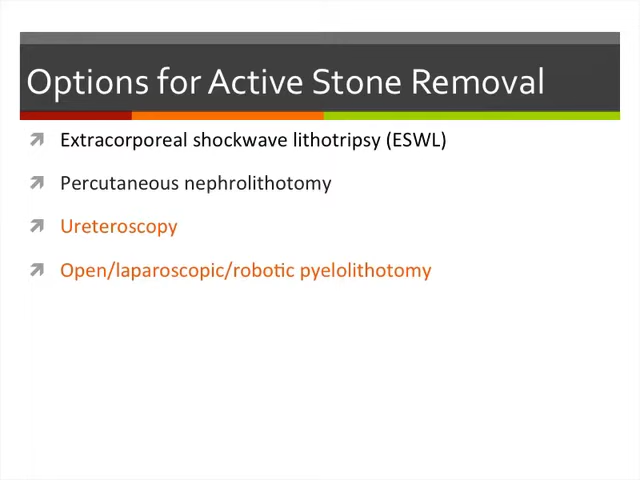 Options for Active Stone Removal
Extracorporeal shockwave lithotripsy (ESWL)
Percutaneous nephrolithotomy
Ureteroscopy
Open/laparoscopic/robotic pyelolithotomy